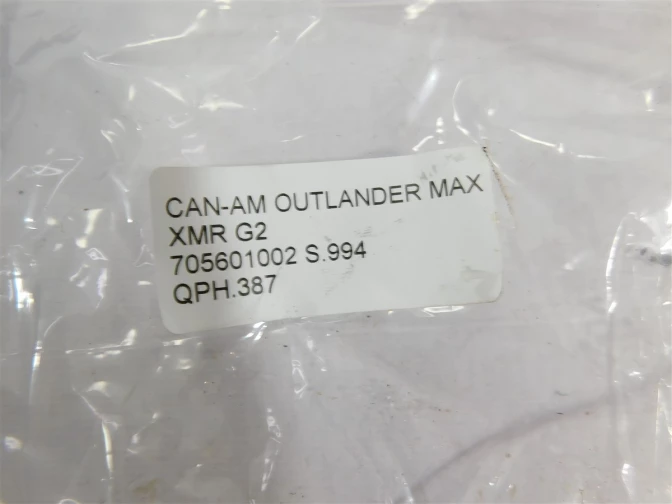 CAN-AM OUTLANDER MAX
XMR G2
705601002 S.994
QPH.387